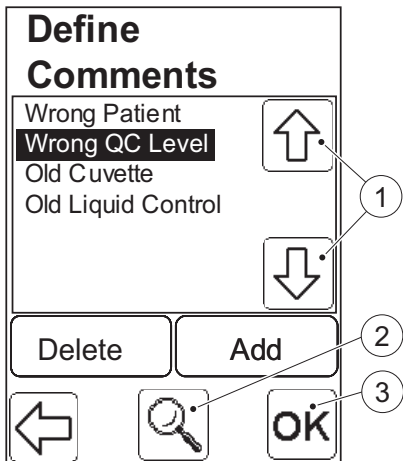 Define
Comments
Wrong Patient
Wrong QC Level
Old Cuvette
Old Liquid Control
1
Delete
Add
2
3
OK